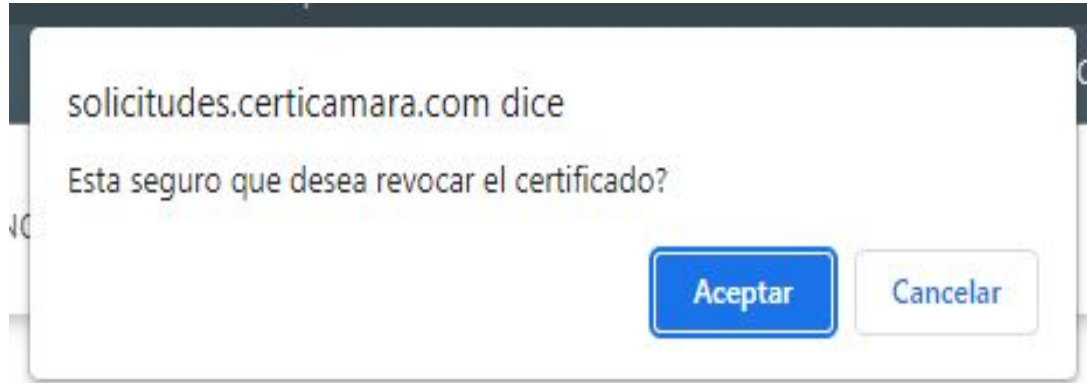 solicitudes.certicamara.com dice
Esta seguro que desea revocar el certificado?
Aceptar
Cancelar